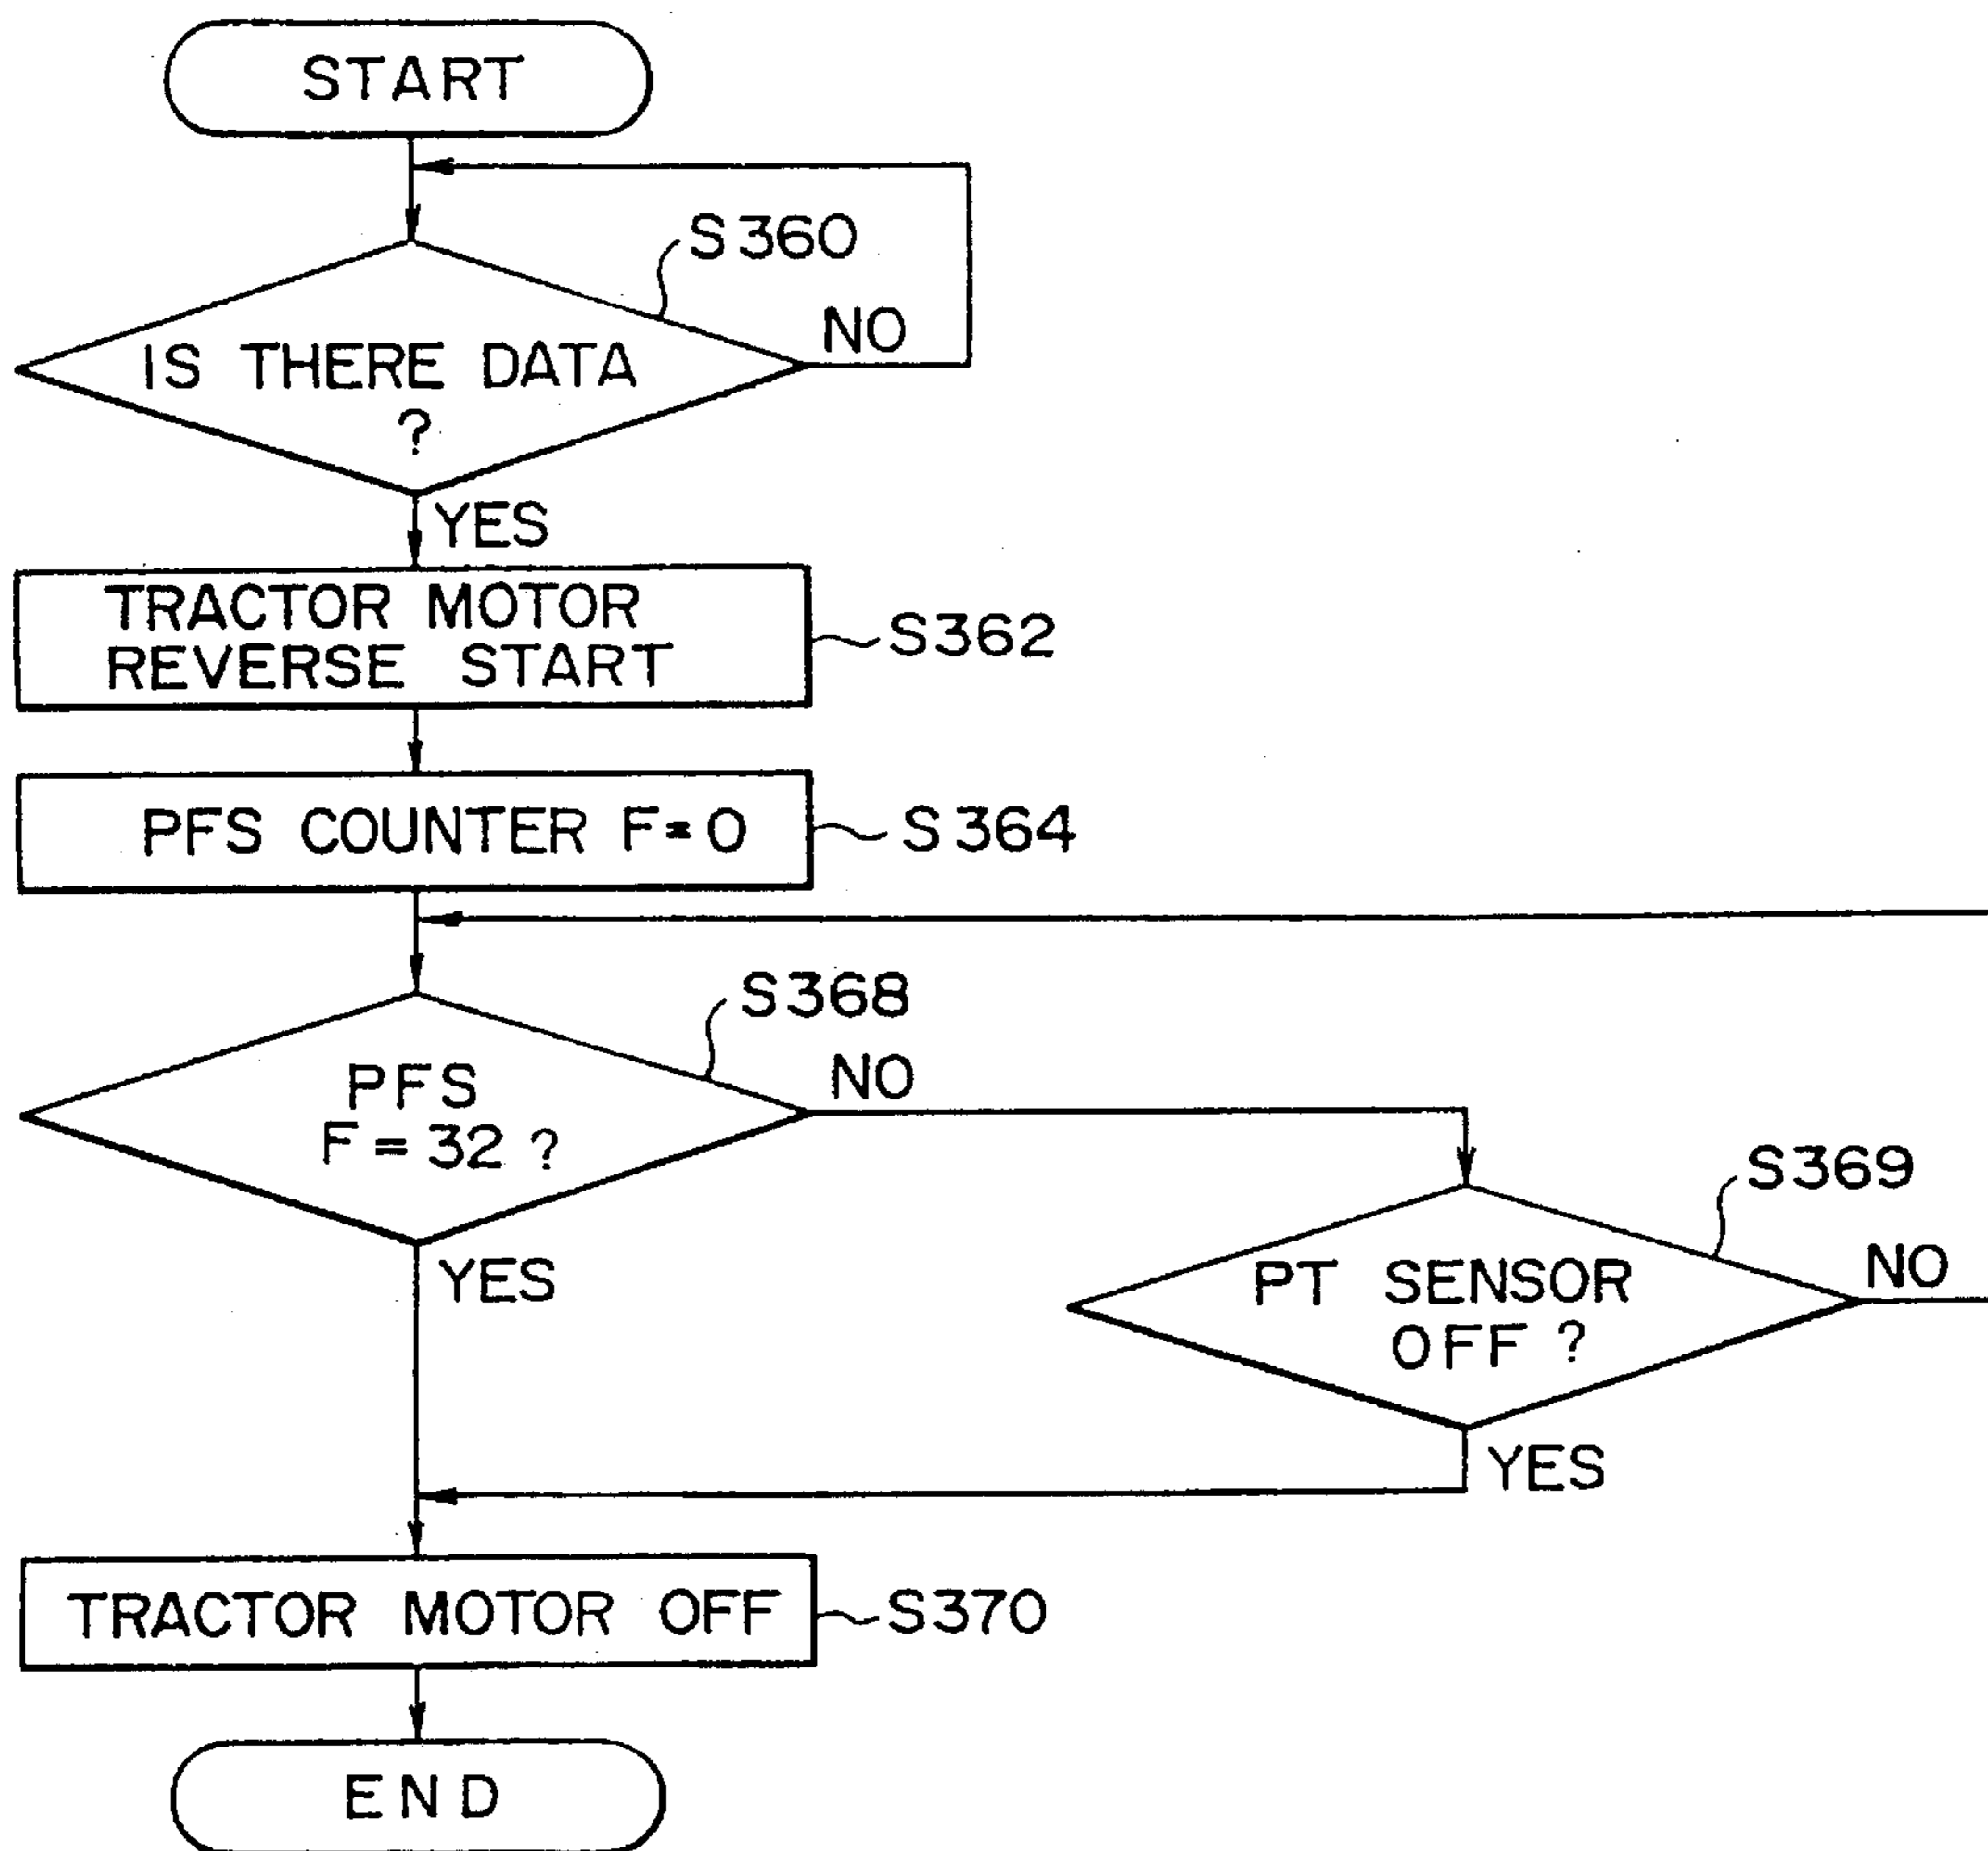 START
S360
NO
IS THERE DATA
?
YES
TRACTOR MOTOR
REVERSE START
S362
PFS COUNTER F=0
S364
S368
NO
PFS
F=32?
S369
NO
PT SENSOR
OFF?
YES
YES
TRACTOR MOTOR OFF
S370
END